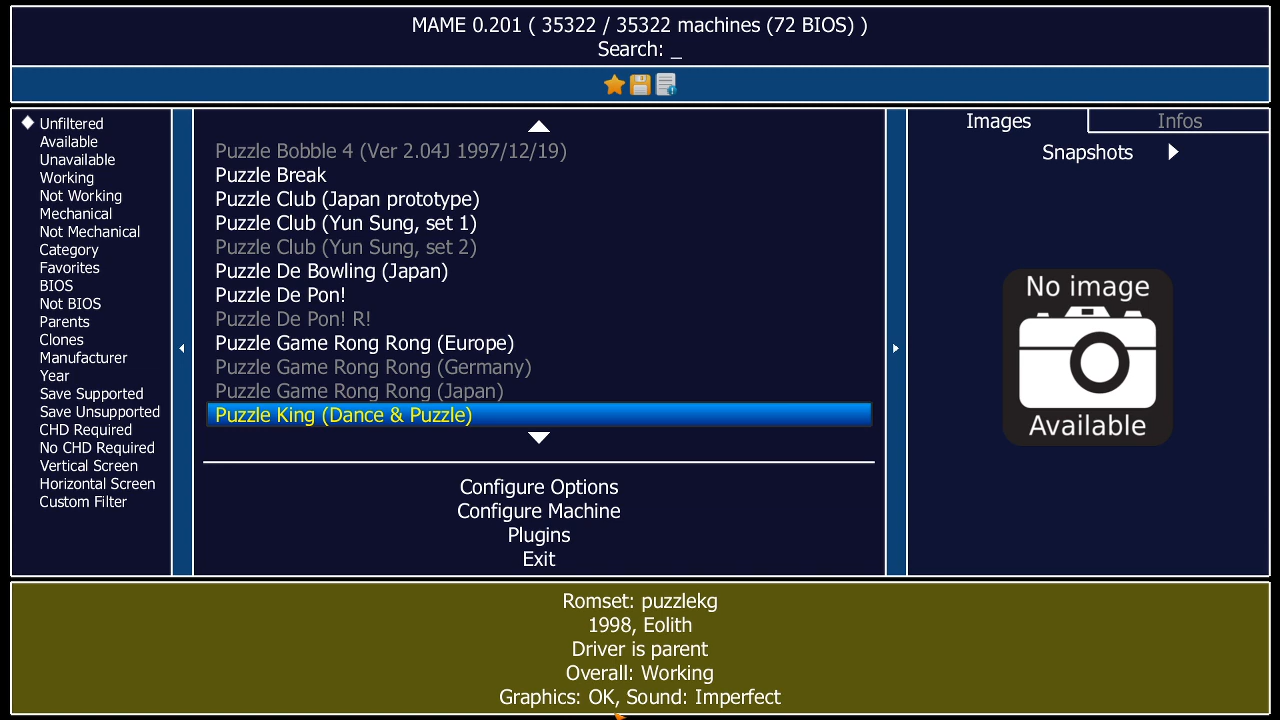 MAME 0.201 ( 35322 / 35322 machines (72 BIOS) )
Search: _
Unfiltered
Available
Unavailable
Working
Not Working
Mechanical
Not Mechanical
Category
Favorites
BIOS
Not BIOS
Parents
Clones
Manufacturer
Year
Save Supported
Save Unsupported
CHD Required
No CHD Required
Vertical Screen
Horizontal Screen
Custom Filter
Puzzle Bobble 4 (Ver 2.04J 1997/12/19)
Puzzle Break
Puzzle Club (Japan prototype)
Puzzle Club (Yun Sung, set 1)
Puzzle Club (Yun Sung, set 2)
Puzzle De Bowling (Japan)
Puzzle De Pon!
Puzzle De Pon! R!
Puzzle Game Rong Rong (Europe)
Puzzle Game Rong Rong (Germany)
Puzzle Game Rong Rong (Japan)
Puzzle King (Dance & Puzzle)
Configure Options
Configure Machine
Plugins
Exit
Images
Infos
Snapshots
No image
Available
Romset: puzzlekg
1998, Eolith
Driver is parent
Overall: Working
Graphics: OK, Sound: Imperfect